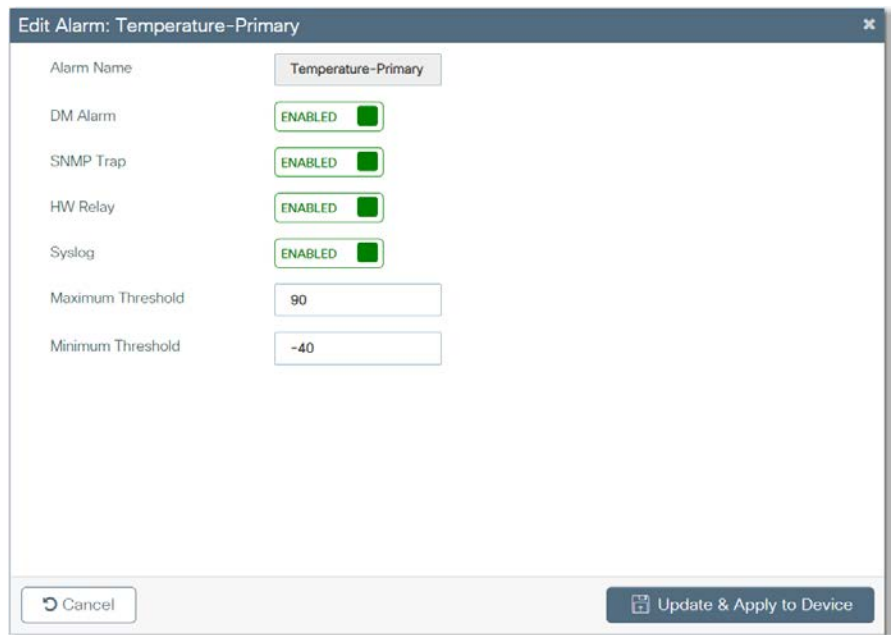 Edit Alarm: Temperature-Primary
Alarm Name Temperature-Primary
DM Alarm ENABLED
SNMP Trap ENABLED
HW Relay ENABLED
Syslog ENABLED
Maximum Threshold 90
Minimum Threshold -40
Cancel Update & Apply to Device